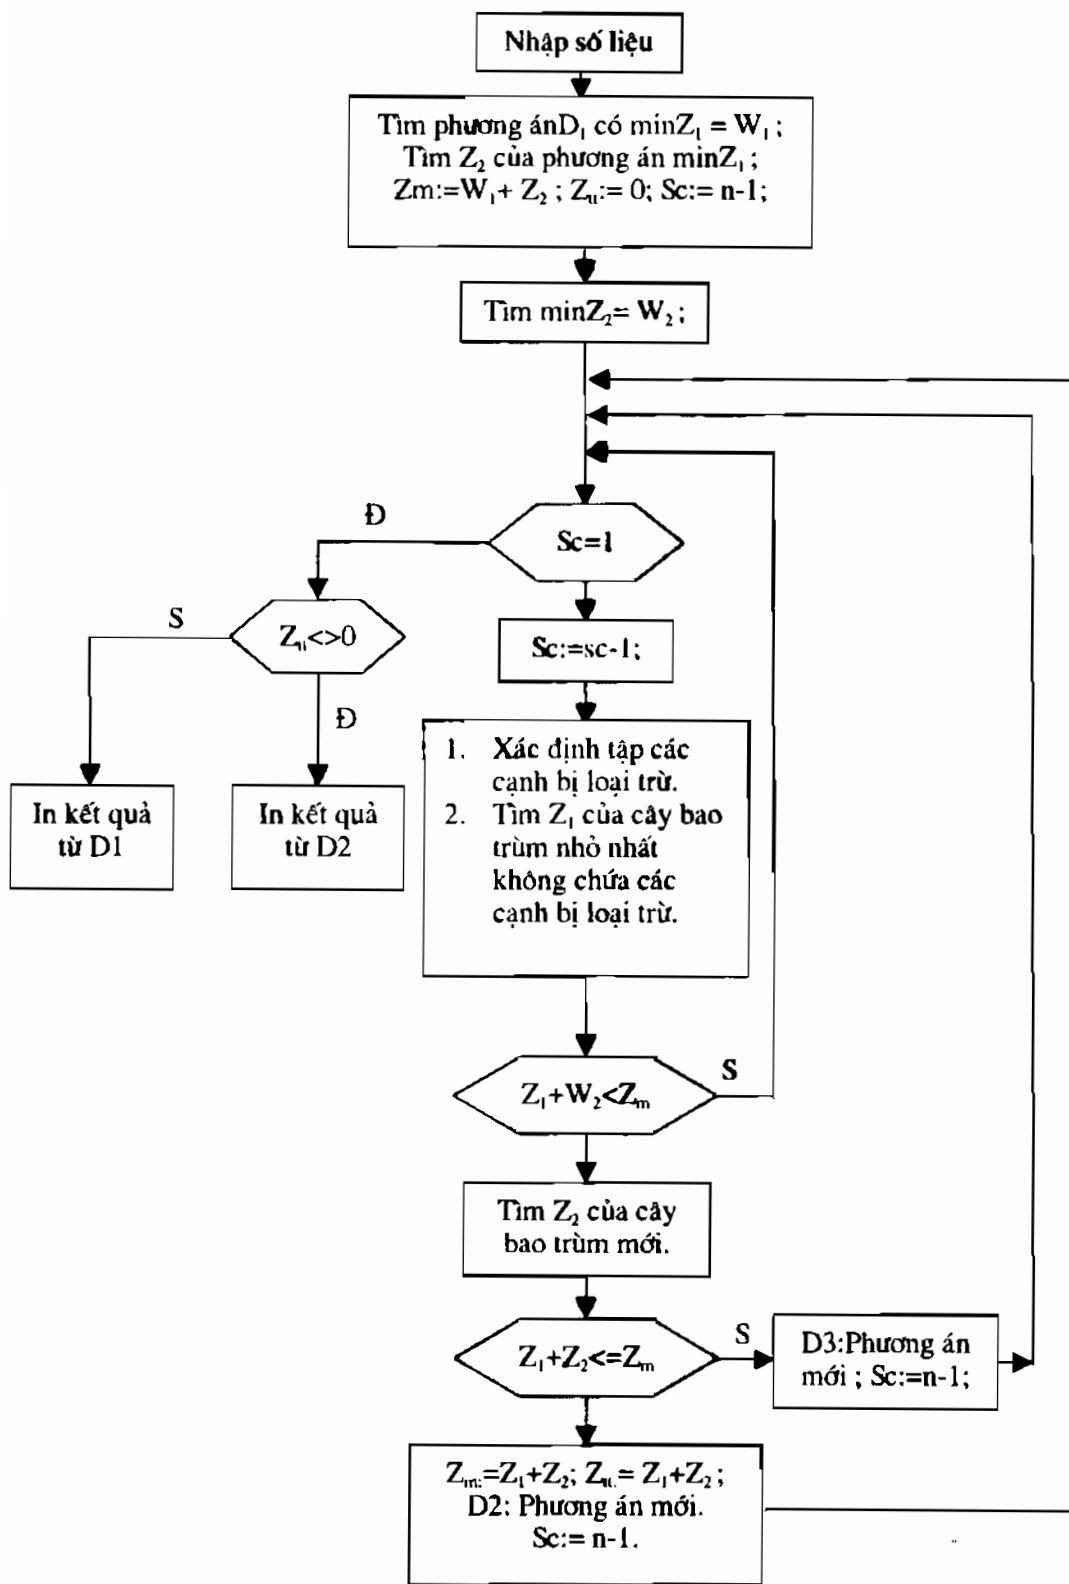 Nhập số liệu
Tìm phương ánD₁ có minZ₁ = W₁ ;
Tìm Z₂ của phương án minZ₁ ;
Zm:=W₁+ Z₂ ; Zᵤ:= 0; Sc:= n-1;
Tìm minZ₂= W₂ ;
Đ
Sc=1
S
Zᵤ<>0
Sc:=sc-1;
Đ
1. Xác định tập các
cạnh bị loại trừ.
2. Tìm Z₁ của cây bao
trùm nhỏ nhất
không chứa các
cạnh bị loại trừ.
In kết quả
từ D1
In kết quả
từ D2
S
Z₁+W₂<Zₘ
Tìm Z₂ của cây
bao trùm mới.
S
Z₁+Z₂<=Zₘ
D3:Phương án
mới ; Sc:=n-1;
Zₘ:=Z₁+Z₂; Zᵤ.= Z₁+Z₂ ;
D2: Phương án mới.
Sc:= n-1.